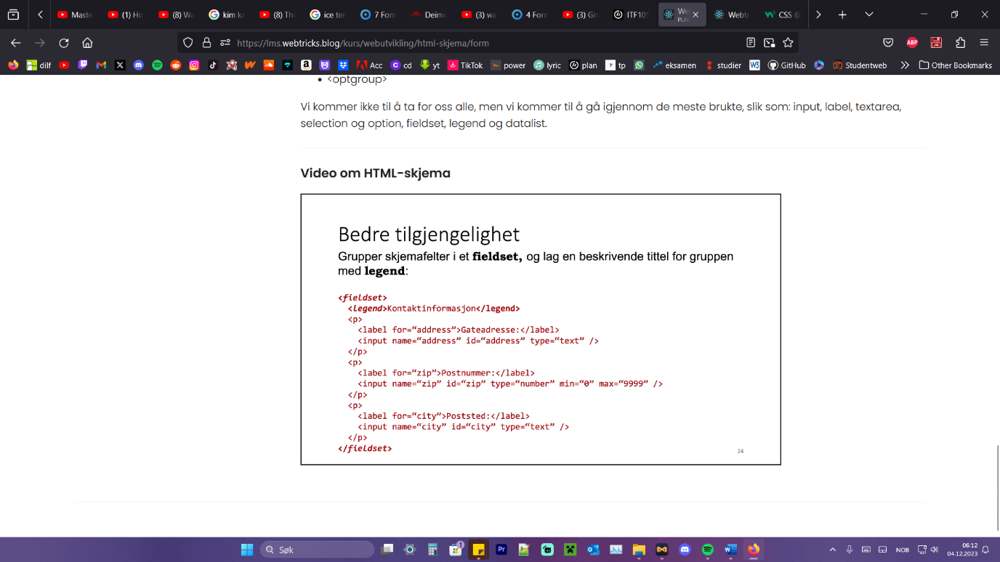 Maste
(1) Ho
(8) Wa
kim ka
(8) The
ice ter
7 Form
Deimo
(3) wa
4 Form
(3) Gr
ITF105
We
PLAY
Webt
CSS @
https://lms.webtricks.blog/kurs/webutvikling/html-skjema/form
ABP
dilf
Acc
cd
yt
TikTok
power
lyric
plan
tp
eksamen
studier
GitHub
Studentweb
Other Bookmarks
• <optgroup>
Vi kommer ikke til å ta for oss alle, men vi kommer til å gå igjennom de meste brukte, slik som: input, label, textarea,
selection og option, fieldset, legend og datalist.
Video om HTML-skjema
Bedre tilgjengelighet
Grupper skjemafelter i et fieldset, og lag en beskrivende tittel for gruppen
med legend:
<fieldset>
<legend>Kontaktinformasjon</legend>
<p>
<label for=“address”>Gateadresse:</label>
<input name=“address” id=“address” type=“text” />
</p>
<p>
<label for=“zip”>Postnummer:</label>
<input name=“zip” id=“zip” type=“number” min=“0” max=“9999” />
</p>
<p>
<label for=“city”>Poststed:</label>
<input name=“city” id=“city” type=“text” />
</p>
</fieldset>
24
Søk
NOB
06:12
04.12.2023